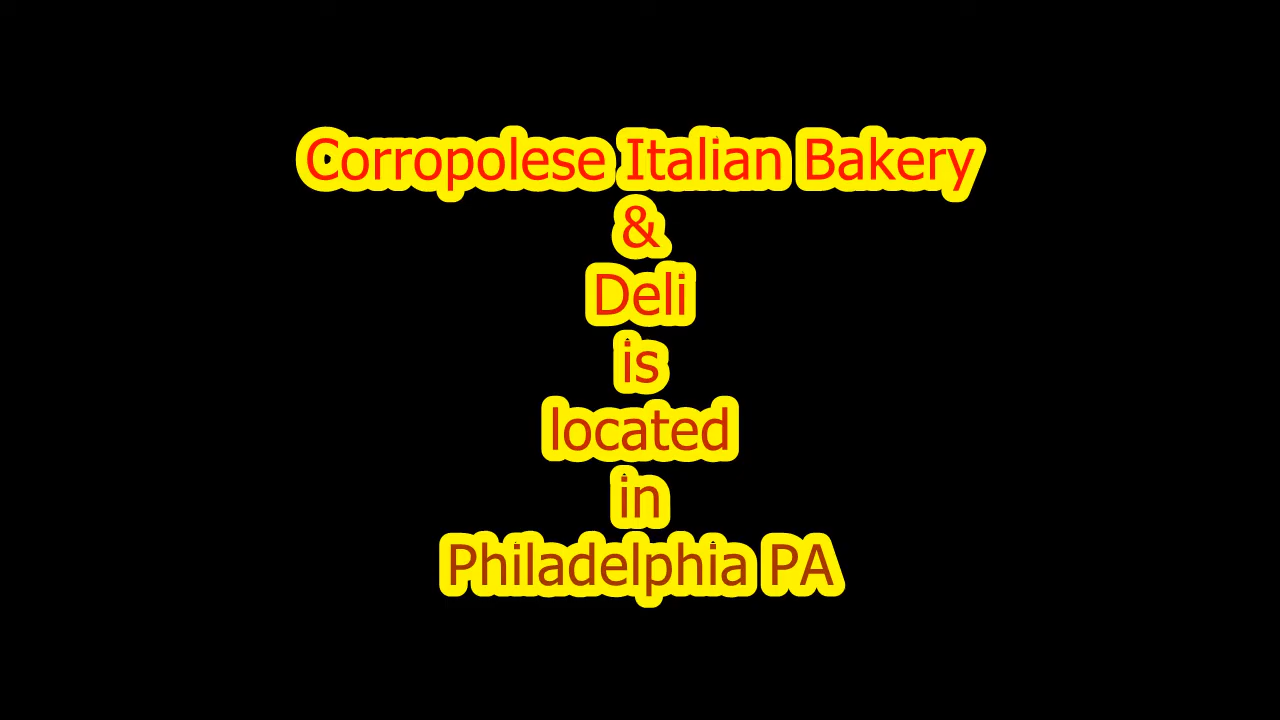 Corropolese Italian Bakery
&
Deli
is
located
in
Philadelphia PA